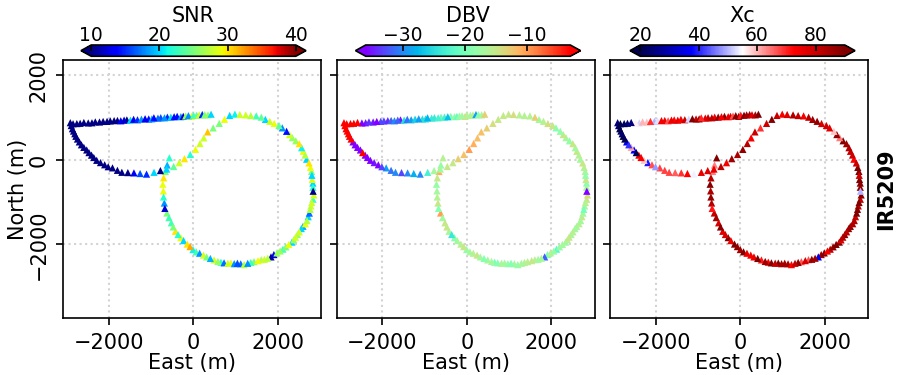 SNR DBV Xc
10 20 30 40 −30 −20 −10 20 40 60 80
2000
0
−2000
North (m)
IR5209
−2000 0 2000 −2000 0 2000 −2000 0 2000
East (m) East (m) East (m)